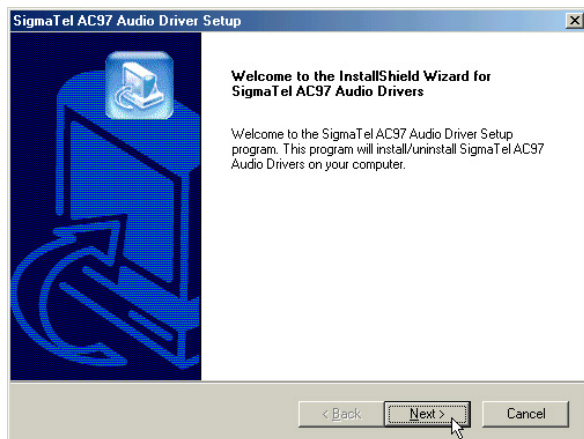 SigmaTel AC97 Audio Driver Setup
Welcome to the InstallShield Wizard for
SigmaTel AC97 Audio Drivers
Welcome to the SigmaTel AC97 Audio Driver Setup
program. This program will install/uninstall SigmaTel AC97
Audio Drivers on your computer.
< Back
Next >
Cancel